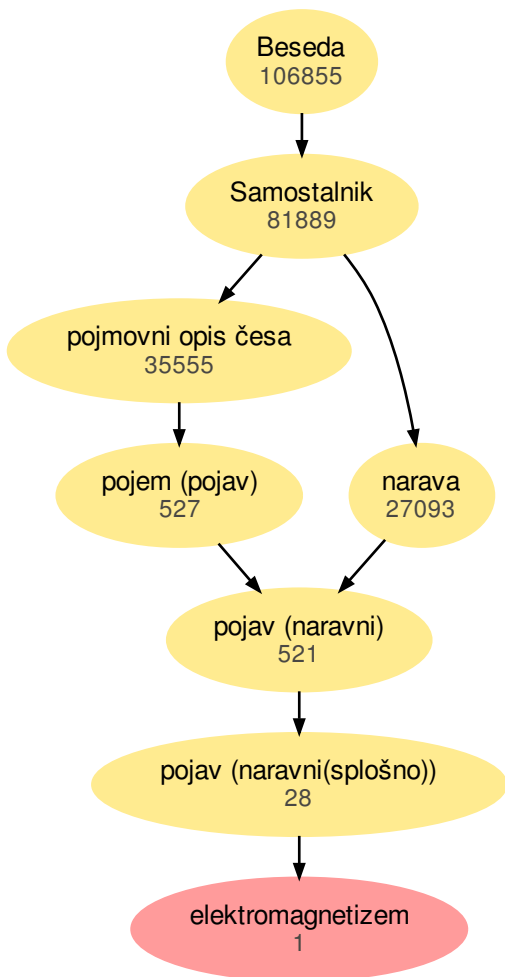 Beseda
106855
Samostalnik
81889
pojmovni opis česa
35555
pojem (pojav)
527
narava
27093
pojav (naravni)
521
pojav (naravni(splošno))
28
elektromagnetizem
1